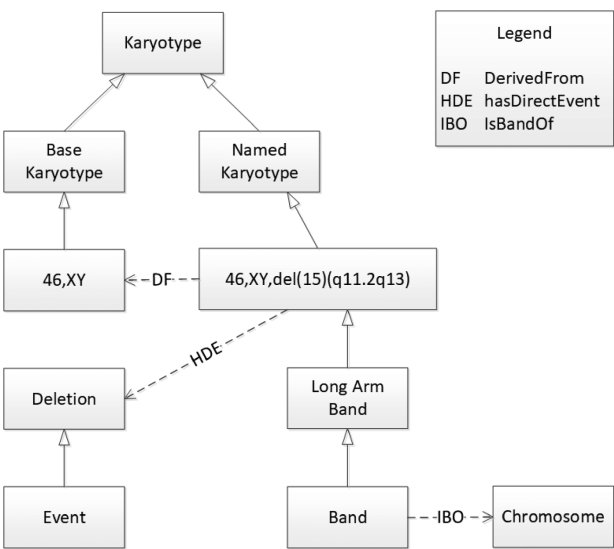 Karyotype
Legend
DF DerivedFrom
HDE hasDirectEvent
IBO IsBandOf
Base
Karyotype
Named
Karyotype
46,XY
DF
46,XY,del(15)(q11.2q13)
HDE
Deletion
Long Arm
Band
Event
Band
IBO
Chromosome